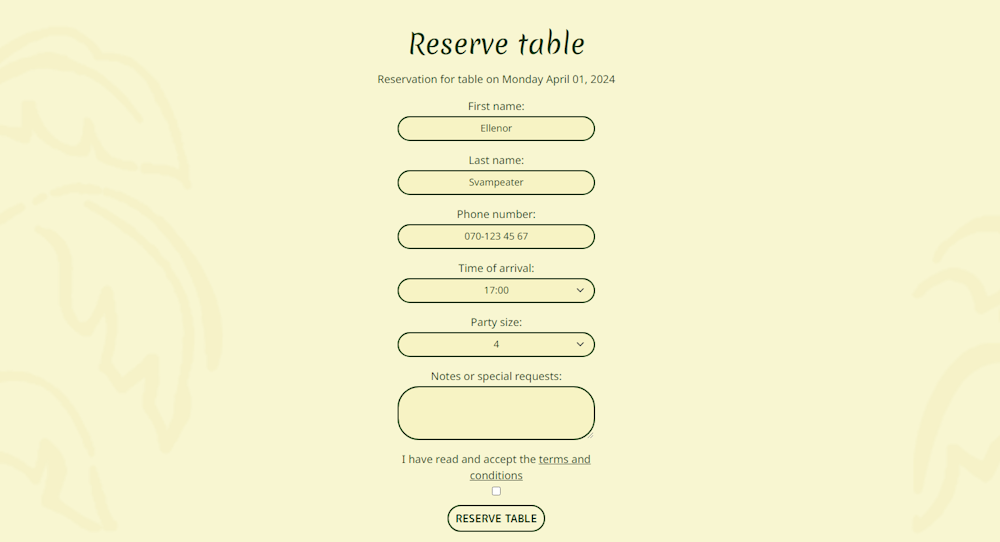 Reserve table
Reservation for table on Monday April 01, 2024
First name:
Ellenor
Last name:
Svampeater
Phone number:
070-123 45 67
Time of arrival:
17:00
Party size:
4
Notes or special requests:
I have read and accept the terms and
conditions
RESERVE TABLE